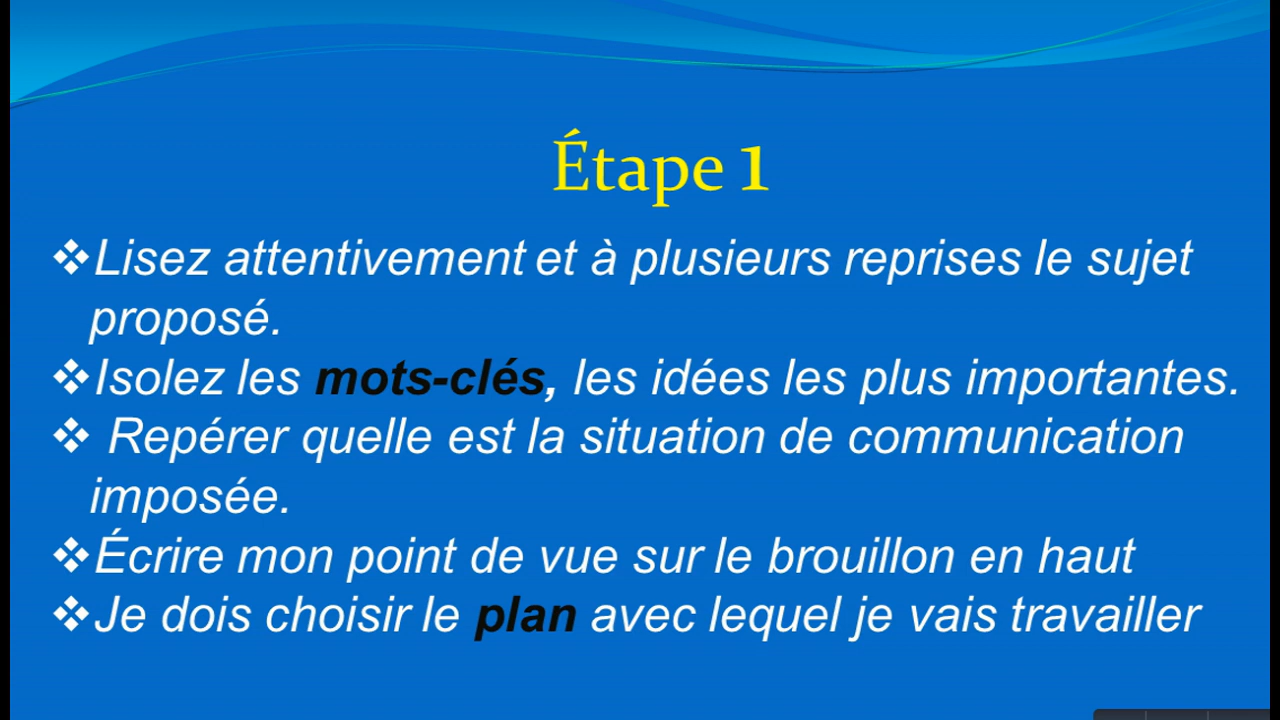 Étape 1
❖Lisez attentivement et à plusieurs reprises le sujet
proposé.
❖Isolez les mots-clés, les idées les plus importantes.
❖ Repérer quelle est la situation de communication
imposée.
❖Écrire mon point de vue sur le brouillon en haut
❖Je dois choisir le plan avec lequel je vais travailler